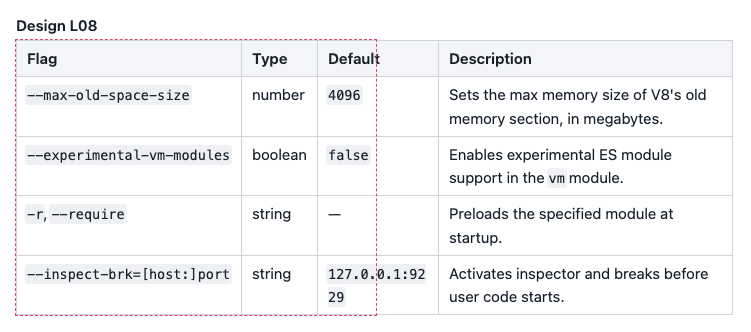 Design L08
Flag Type Default Description
--max-old-space-size number 4096 Sets the max memory size of V8's old
memory section, in megabytes.
--experimental-vm-modules boolean false Enables experimental ES module
support in the vm module.
-r, --require string — Preloads the specified module at
startup.
--inspect-brk=[host:]port string 127.0.0.1:92 Activates inspector and breaks before
29 user code starts.